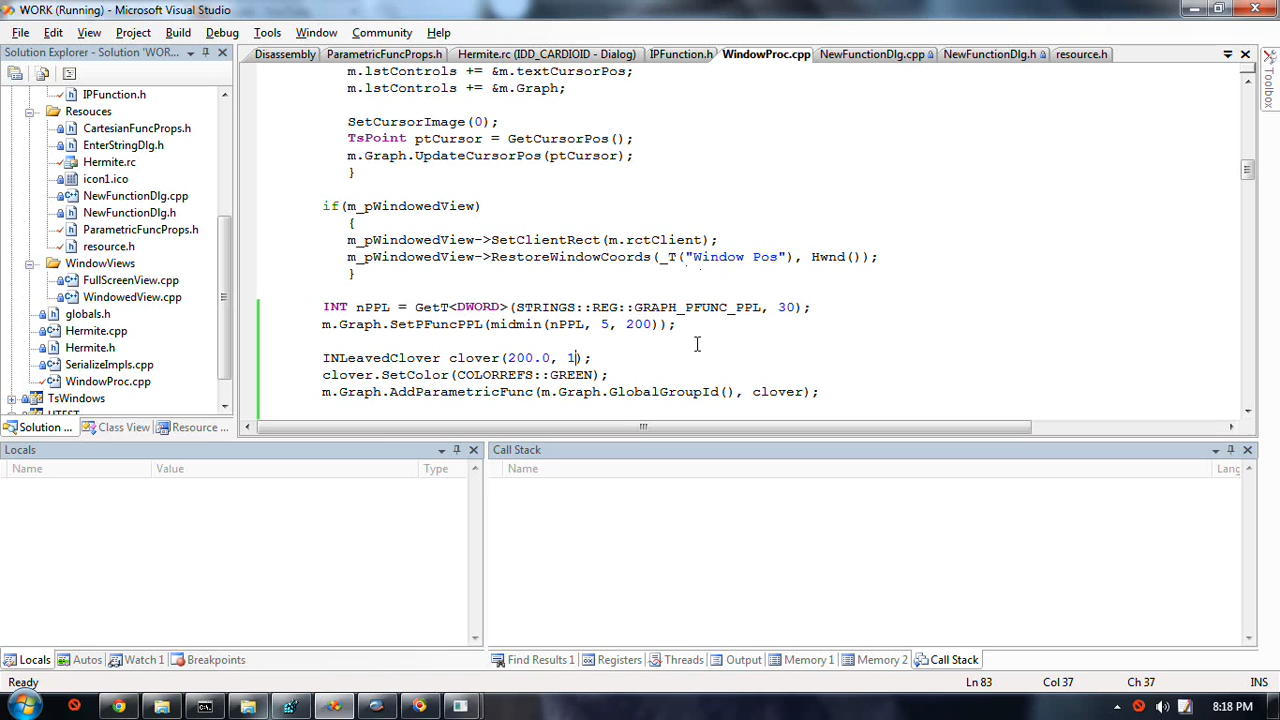 WORK (Running) - Microsoft Visual Studio
File Edit View Project Build Debug Tools Window Community Help
Solution Explorer - Solution 'WOR...
Disassembly ParametricFuncProps.h Hermite.rc (IDD_CARDIOID - Dialog) IPFunction.h WindowProc.cpp NewFunctionDlg.cpp NewFunctionDlg.h resource.h
Toolbox
IPFunction.h
Resouces
CartesianFuncProps.h
EnterStringDlg.h
Hermite.rc
icon1.ico
NewFunctionDlg.cpp
NewFunctionDlg.h
ParametricFuncProps.h
resource.h
WindowViews
FullScreenView.cpp
WindowedView.cpp
globals.h
Hermite.cpp
Hermite.h
SerializeImpls.cpp
WindowProc.cpp
TsWindows
UTEST
Solution ... Class View Resource ...
m.lstControls += &m.textCursorPos;
m.lstControls += &m.Graph;
SetCursorImage(0);
TsPoint ptCursor = GetCursorPos();
m.Graph.UpdateCursorPos(ptCursor);
}
if(m_pWindowedView)
{
m_pWindowedView->SetClientRect(m.rctClient);
m_pWindowedView->RestoreWindowCoords(_T("Window Pos"), Hwnd());
}
INT nPPL = GetT<DWORD>(STRINGS::REG::GRAPH_PFUNC_PPL, 30);
m.Graph.SetPFuncPPL(midmin(nPPL, 5, 200));
INLeavedClover clover(200.0, 1);
clover.SetColor(COLORREFS::GREEN);
m.Graph.AddParametricFunc(m.Graph.GlobalGroupId(), clover);
Locals
Name Value Type
Call Stack
Name Lang
Locals Autos Watch 1 Breakpoints
Find Results 1 Registers Threads Output Memory 1 Memory 2 Call Stack
Ready Ln 83 Col 37 Ch 37 INS
8:18 PM